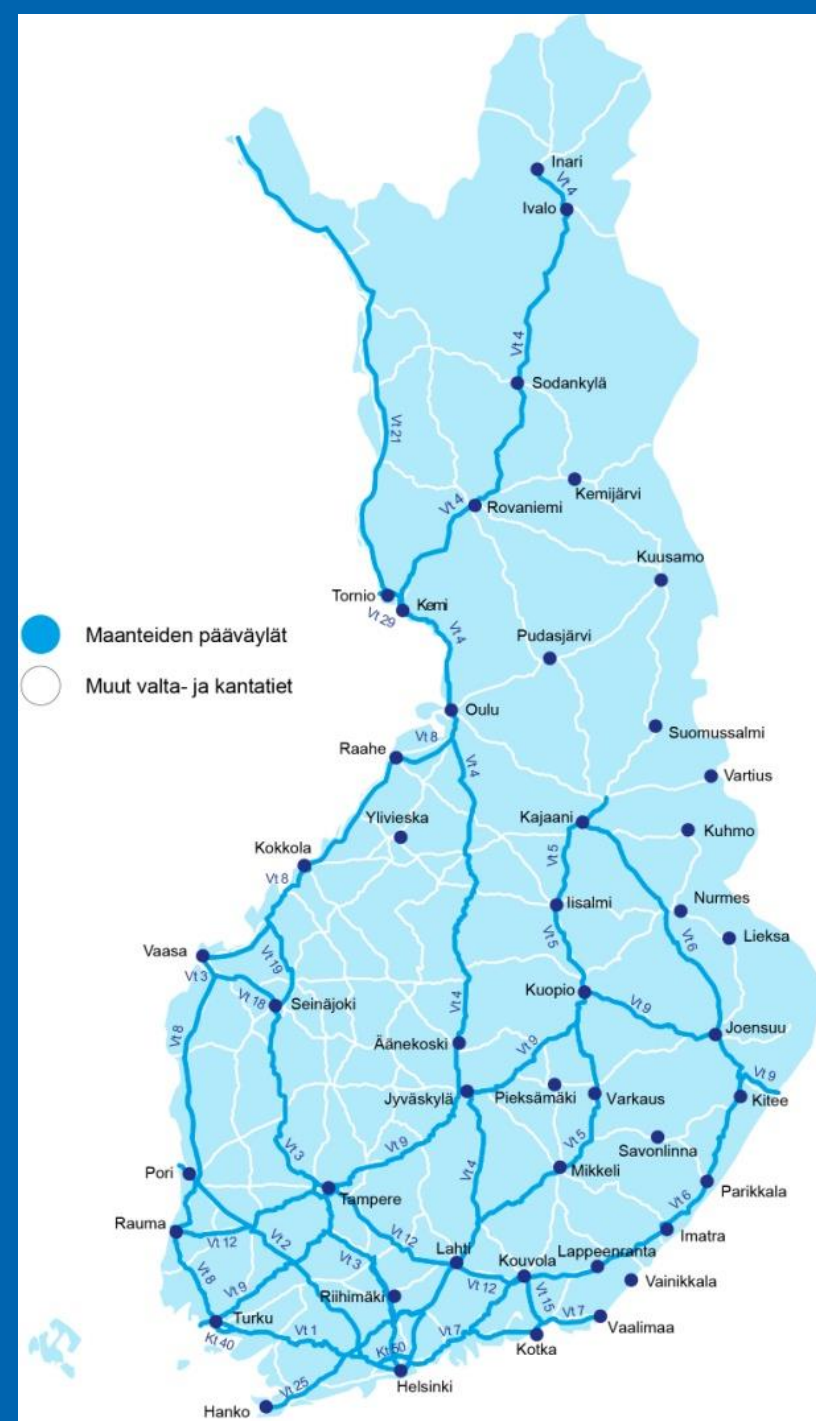 Inari
Vt 4
Ivalo
Vt 4
Sodankylä
Vt 21
Kemijärvi
Vt 4
Rovaniemi
Kuusamo
Tornio
Kemi
Vt 29
Maanteiden pääväylät
Vt 4
Pudasjärvi
Muut valta- ja kantatiet
Oulu
Suomussalmi
Vt 8
Raahe
Vt 4
Vartius
Ylivieska
Kajaani
Kuhmo
Kokkola
Vt 5
Vt 8
Iisalmi
Nurmes
Vt 6
Lieksa
Vaasa
Vt 19
Vt 5
Vt 3
Vt 18
Seinäjoki
Kuopio
Vt 9
Vt 8
Vt 4
Joensuu
Äänekoski
Vt 9
Vt 9
Jyväskylä
Pieksämäki
Varkaus
Kitee
Vt 3
Vt 9
Savonlinna
Vt 5
Mikkeli
Pori
Vt 4
Parikkala
Tampere
Vt 6
Rauma
Vt 12
Vt 2
Vt 12
Imatra
Vt 3
Lahti
Kouvola
Lappeenranta
Vt 8
Vt 9
Vt 12
Vainikkala
Riihimäki
Vt 15
Vt 7
Turku
Vaalimaa
Vt 1
Vt 7
Kt 40
Kt 50
Kotka
Helsinki
Vt 25
Hanko